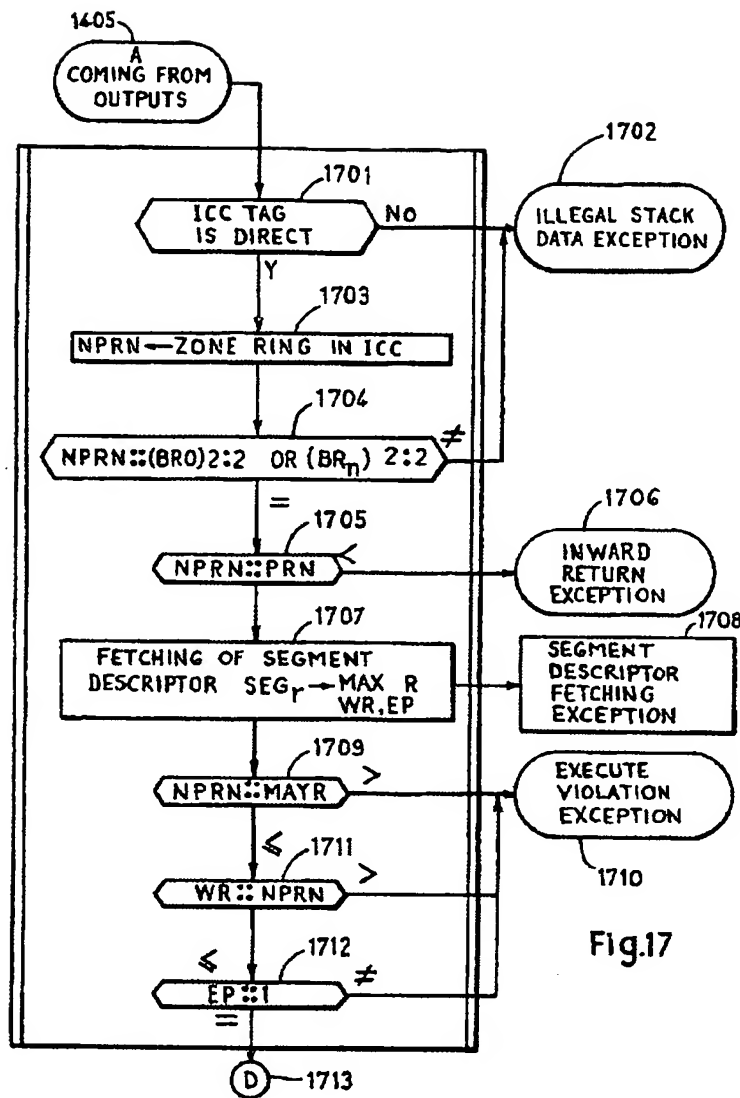 1405
A
COMING FROM
OUTPUTS
1702
1701
ICC TAG
IS DIRECT
No
ILLEGAL STACK
DATA EXCEPTION
Y
1703
NPRN←ZONE RING IN ICC
1704
NPRN::(BRO)2:2 OR (BRn) 2:2
≠
=
1705
1706
NPRN::PRN
<
INWARD
RETURN
EXCEPTION
1707
1708
FETCHING OF SEGMENT
DESCRIPTOR SEGr→MAX R
WR,EP
SEGMENT
DESCRIPTOR
FETCHING
EXCEPTION
1709
NPRN::MAYR
>
EXECUTE
VIOLATION
EXCEPTION
≤
1711
1710
WR::NPRN
>
Fig.17
≤
1712
EP::1
≠
=
D
1713